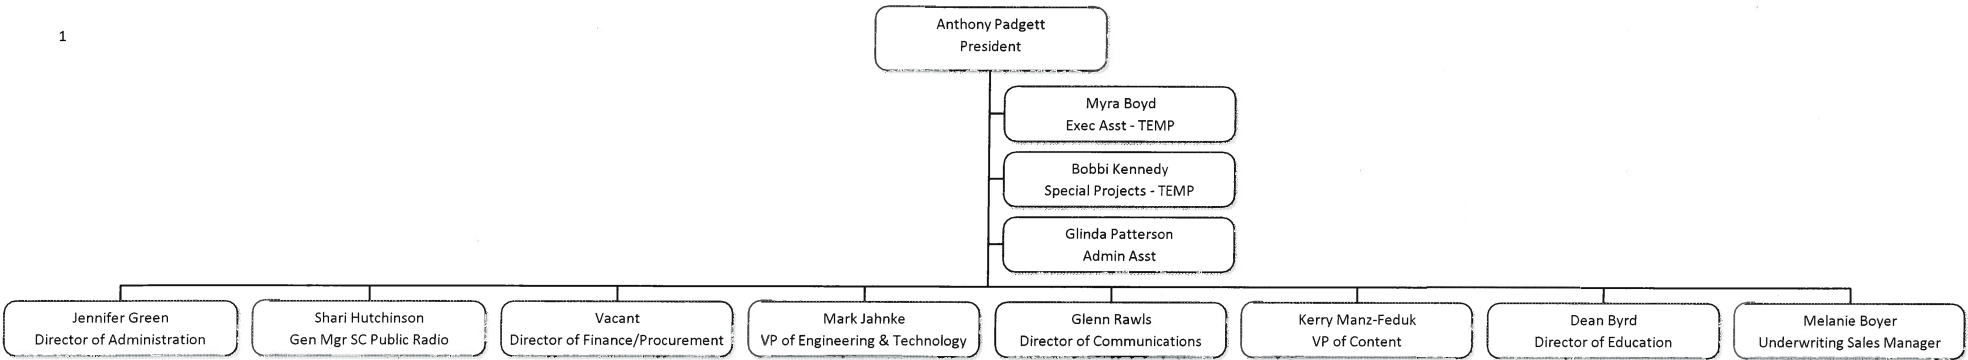 1
Anthony Padgett
President
Myra Boyd
Exec Asst - TEMP
Bobbi Kennedy
Special Projects - TEMP
Glinda Patterson
Admin Asst
Jennifer Green
Director of Administration
Shari Hutchinson
Gen Mgr SC Public Radio
Vacant
Director of Finance/Procurement
Mark Jahnke
VP of Engineering & Technology
Glenn Rawls
Director of Communications
Kerry Manz-Feduk
VP of Content
Dean Byrd
Director of Education
Melanie Boyer
Underwriting Sales Manager